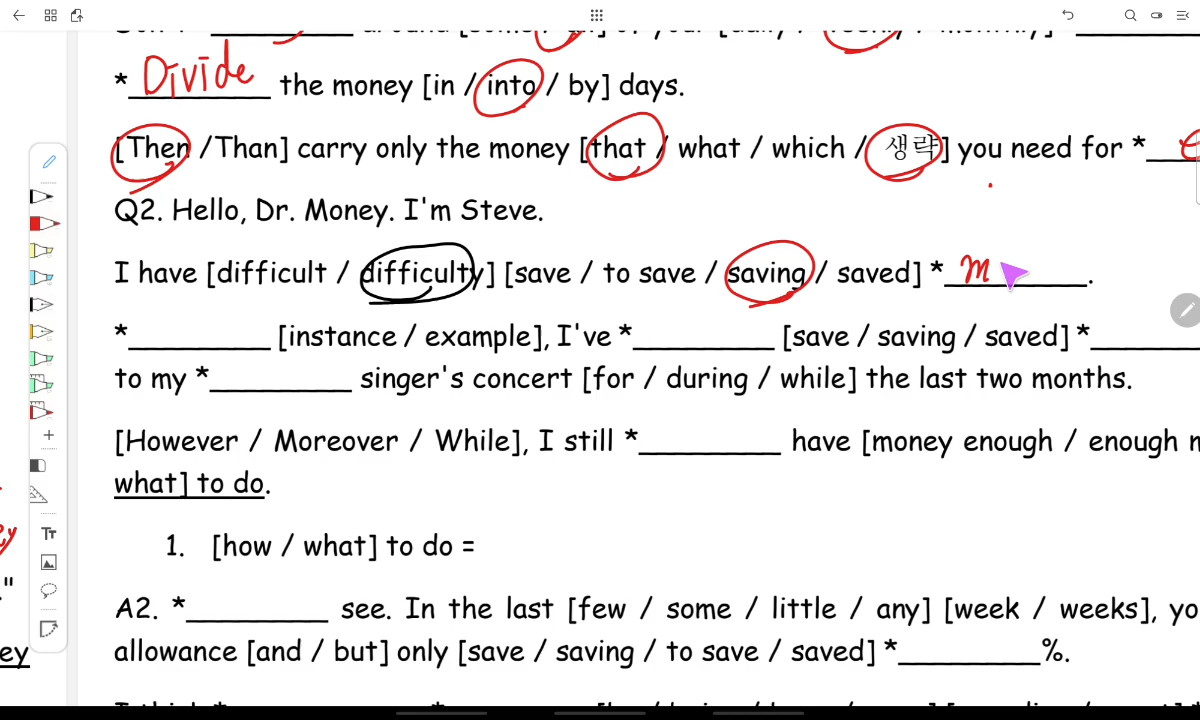 * Divide the money [in / into / by] days.
[Then /Than] carry only the money [that / what / which / 생략] you need for *
Q2. Hello, Dr. Money. I'm Steve.
I have [difficult / difficulty] [save / to save / saving / saved] * m________.
*_________ [instance / example], I've *_________ [save / saving / saved] *_________
to my *_________ singer's concert [for / during / while] the last two months.
[However / Moreover / While], I still *_________ have [money enough / enough
what] to do.
1. [how / what] to do =
A2. *_________ see. In the last [few / some / little / any] [week / weeks], yo
allowance [and / but] only [save / saving / to save / saved] *_________%.